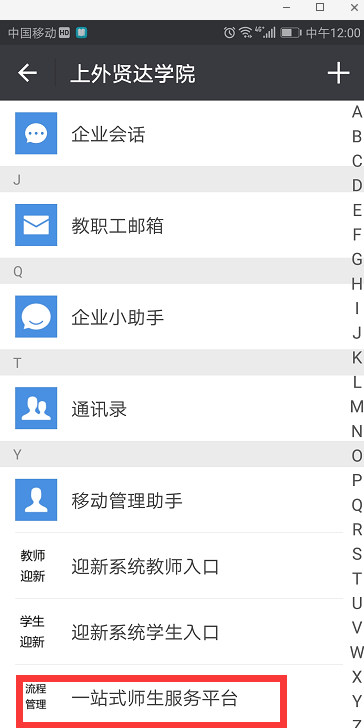 中国移动 HD 4G+ 中午12:00
上外贤达学院
企业会话
J
教职工邮箱
Q
企业小助手
T
通讯录
Y
移动管理助手
教师
迎新
迎新系统教师入口
学生
迎新
迎新系统学生入口
流程
管理
一站式师生服务平台
A
B
C
D
E
F
G
H
I
J
K
L
M
N
O
P
Q
R
S
T
U
V
W
X
Y
Z